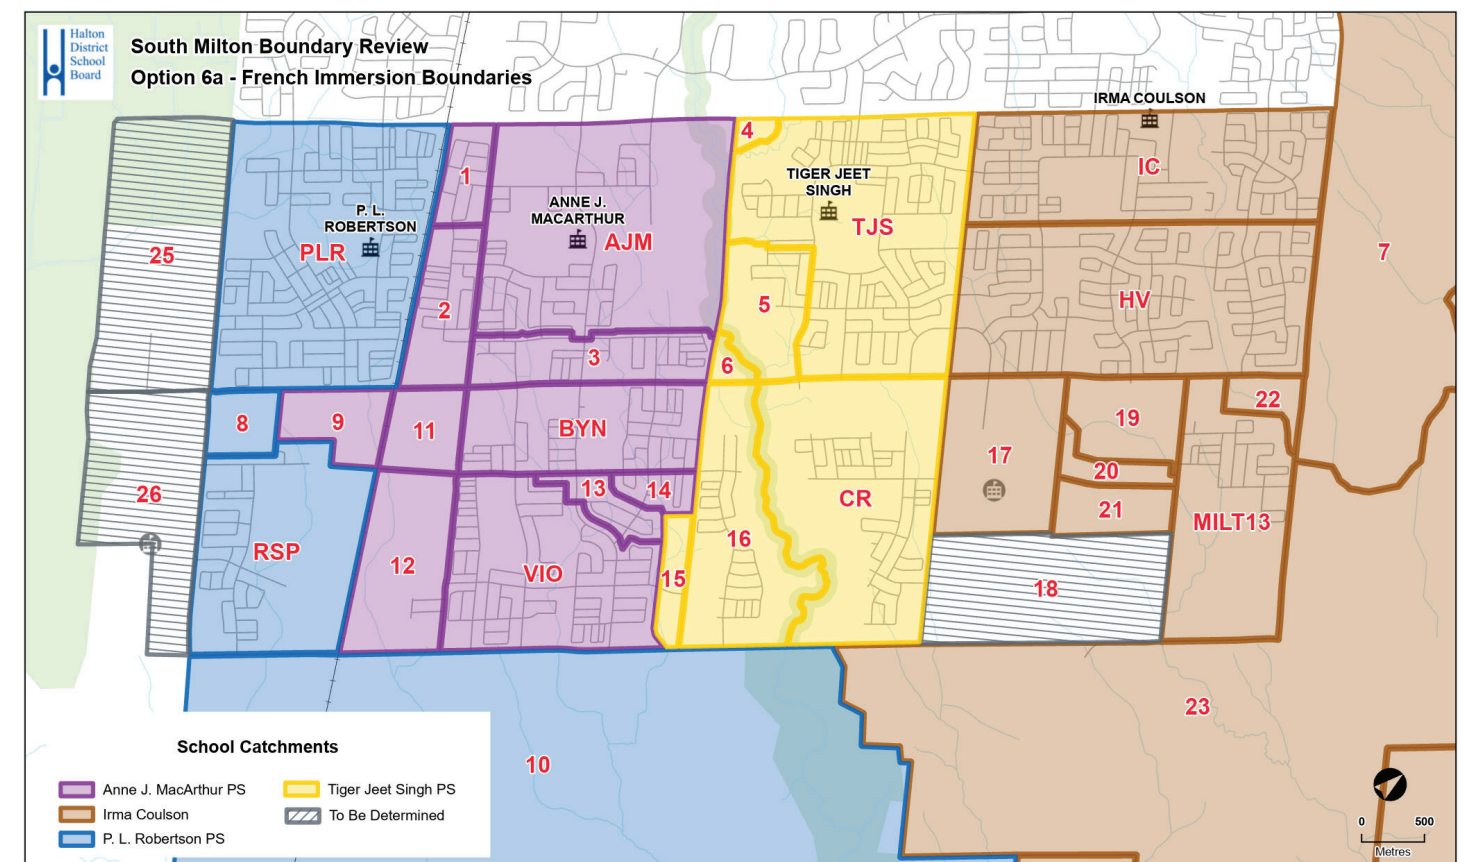 Halton
District
School
Board
South Milton Boundary Review
Option 6a - French Immersion Boundaries
IRMA COULSON
4
IC
1
TIGER JEET
SINGH
P. L.
ROBERTSON
ANNE J.
MACARTHUR
TJS
AJM
PLR
25
7
2
5
HV
3
6
8
9
11
BYN
19
22
17
20
26
13
14
CR
21
MILT13
16
RSP
12
VIO
15
18
23
10
School Catchments
Anne J. MacArthur PS
Irma Coulson
P. L. Robertson PS
Tiger Jeet Singh PS
To Be Determined
0 500
Metres